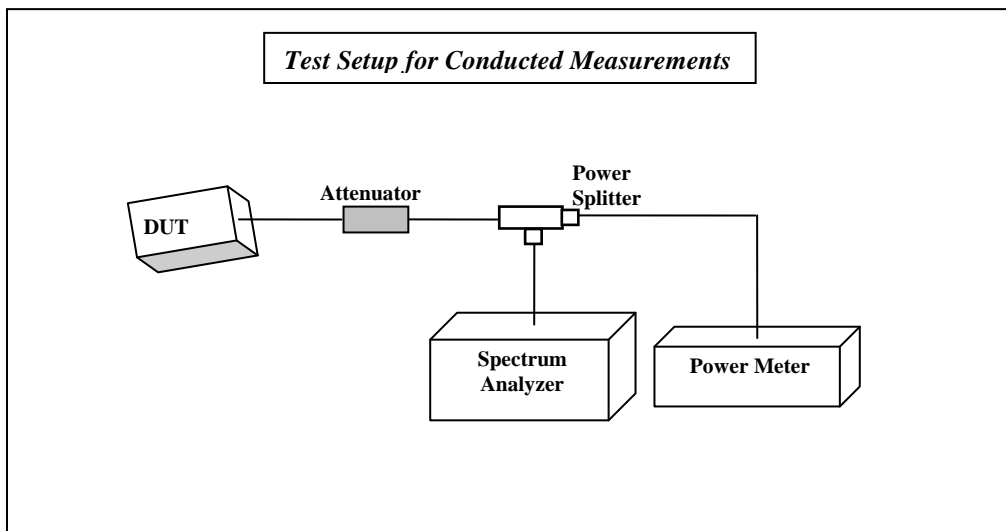 Test Setup for Conducted Measurements
Power
Splitter
Attenuator
DUT
Spectrum
Analyzer
Power Meter